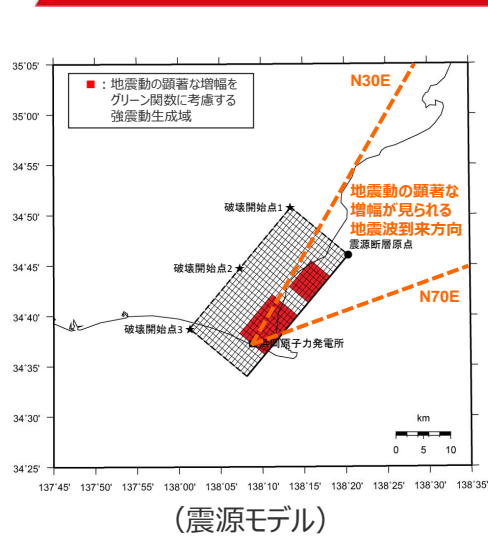 35˚05'
35˚00'
34˚55'
34˚50'
34˚45'
34˚40'
34˚35'
34˚30'
34˚25'
■：地震動の顕著な増幅を
グリーン関数に考慮する
強震動生成域
N30E
地震動の顕著な
増幅が見られる
地震波到来方向
破壊開始点1
震源断層原点
破壊開始点2
N70E
破壊開始点3
原子力発電所
km
0 5 10
137˚45' 137˚50' 137˚55' 138˚00' 138˚05' 138˚10' 138˚15' 138˚20' 138˚25' 138˚30' 138˚35'
（震源モデル）